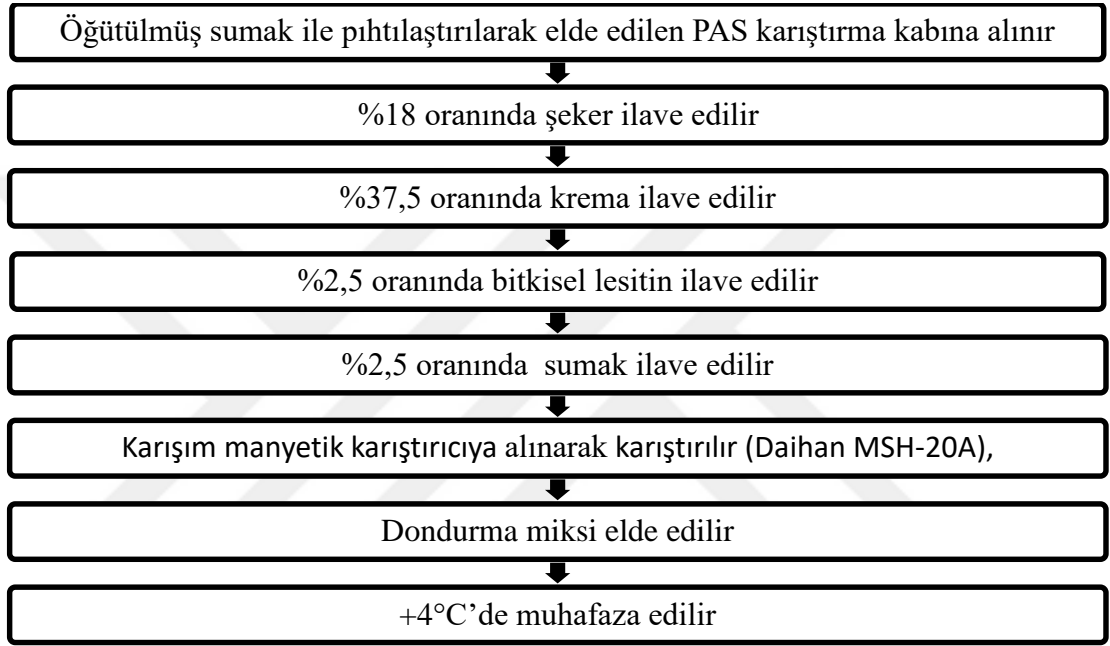 Öğütülmüş sumak ile pıhtılaştırılarak elde edilen PAS karıştırma kabına alınır
%18 oranında şeker ilave edilir
%37,5 oranında krema ilave edilir
%2,5 oranında bitkisel lesitin ilave edilir
%2,5 oranında sumak ilave edilir
Karışım manyetik karıştırıcıya alınarak karıştırılır (Daihan MSH-20A),
Dondurma miksi elde edilir
+4°C’de muhafaza edilir